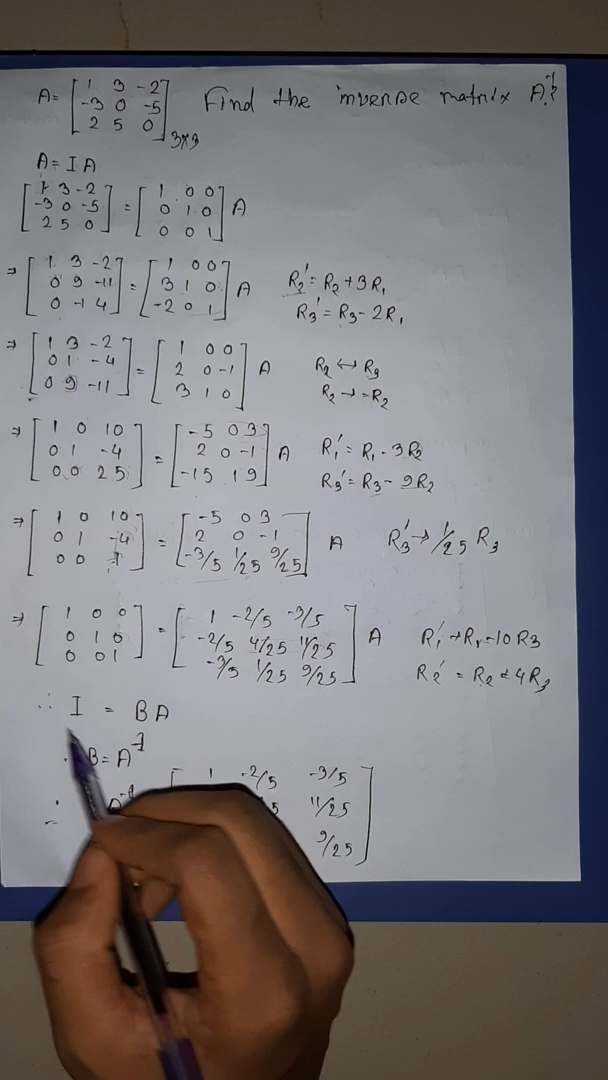 A = [ 1 3 -2 ; -3 0 -5 ; 2 5 0 ]3×3 Find the inverse matrix A⁻¹?
A = I A
[ 1 3 -2 ; -3 0 -5 ; 2 5 0 ] = [ 1 0 0 ; 0 1 0 ; 0 0 1 ] A
⇒ [ 1 3 -2 ; 0 9 -11 ; 0 -1 4 ] = [ 1 0 0 ; 3 1 0 ; -2 0 1 ] A R₂' = R₂ + 3R₁
R₃' = R₃ - 2R₁
⇒ [ 1 3 -2 ; 0 1 -4 ; 0 9 -11 ] = [ 1 0 0 ; 2 0 -1 ; 3 1 0 ] A R₂ ↔ R₃
R₂ → -R₂
⇒ [ 1 0 10 ; 0 1 -4 ; 0 0 25 ] = [ -5 0 3 ; 2 0 -1 ; -15 1 9 ] A R₁' = R₁ - 3R₂
R₃' = R₃ - 9R₂
⇒ [ 1 0 10 ; 0 1 -4 ; 0 0 1 ] = [ -5 0 3 ; 2 0 -1 ; -3/5 1/25 9/25 ] A R₃' → 1/25 R₃
⇒ [ 1 0 0 ; 0 1 0 ; 0 0 1 ] = [ 1 -2/5 -3/5 ; -2/5 4/25 11/25 ; -3/5 1/25 9/25 ] A R₁' → R₁ - 10R₃
R₂' = R₂ + 4R₃
∴ I = BA
B = A⁻¹
∴ A⁻¹ = [ 1 -2/5 -3/5 ; 11/25 ; 9/25 ]